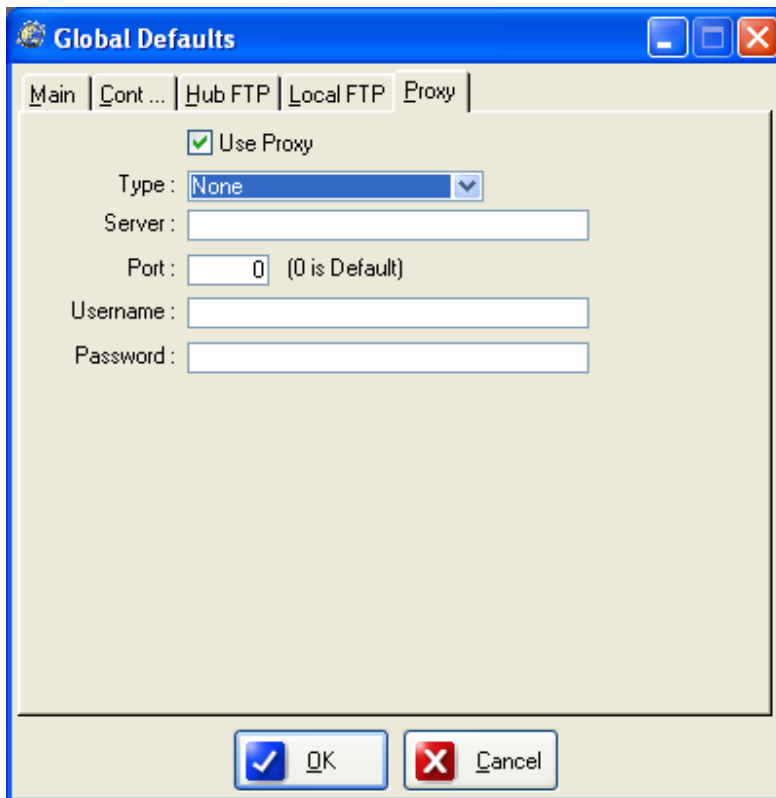 Global Defaults
Main Cont ... Hub FTP Local FTP Proxy
Use Proxy
Type : None
Server :
Port : 0 (0 is Default)
Username :
Password :
OK Cancel